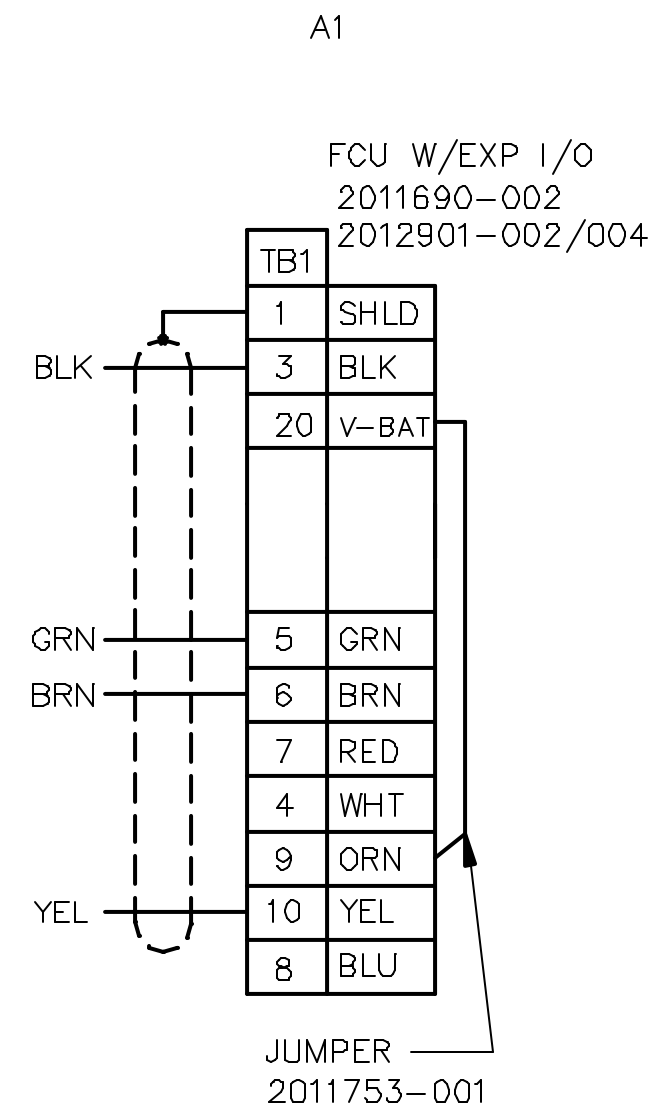 A1
FCU W/EXP I/O
2011690-002
2012901-002/004
TB1
1 SHLD
BLK 3 BLK
20 V-BAT
GRN 5 GRN
BRN 6 BRN
7 RED
4 WHT
9 ORN
YEL 10 YEL
8 BLU
JUMPER
2011753-001